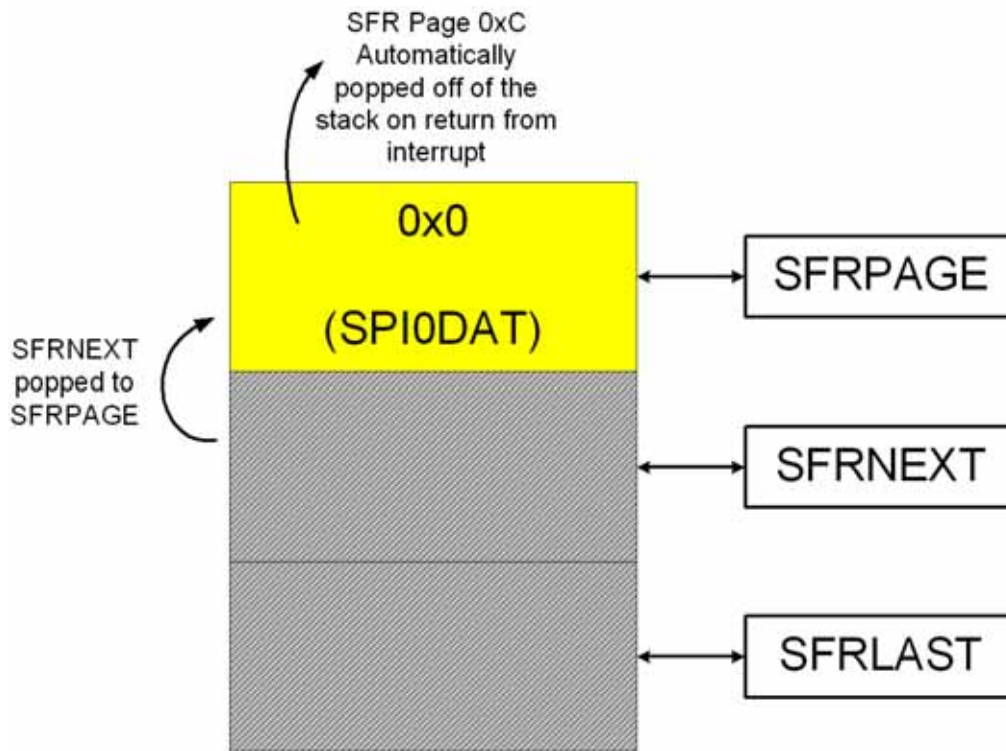 SFR Page 0xC
Automatically
popped off of the
stack on return from
interrupt
0x0
(SPI0DAT)
SFRPAGE
SFRNEXT
popped to
SFRPAGE
SFRNEXT
SFRLAST